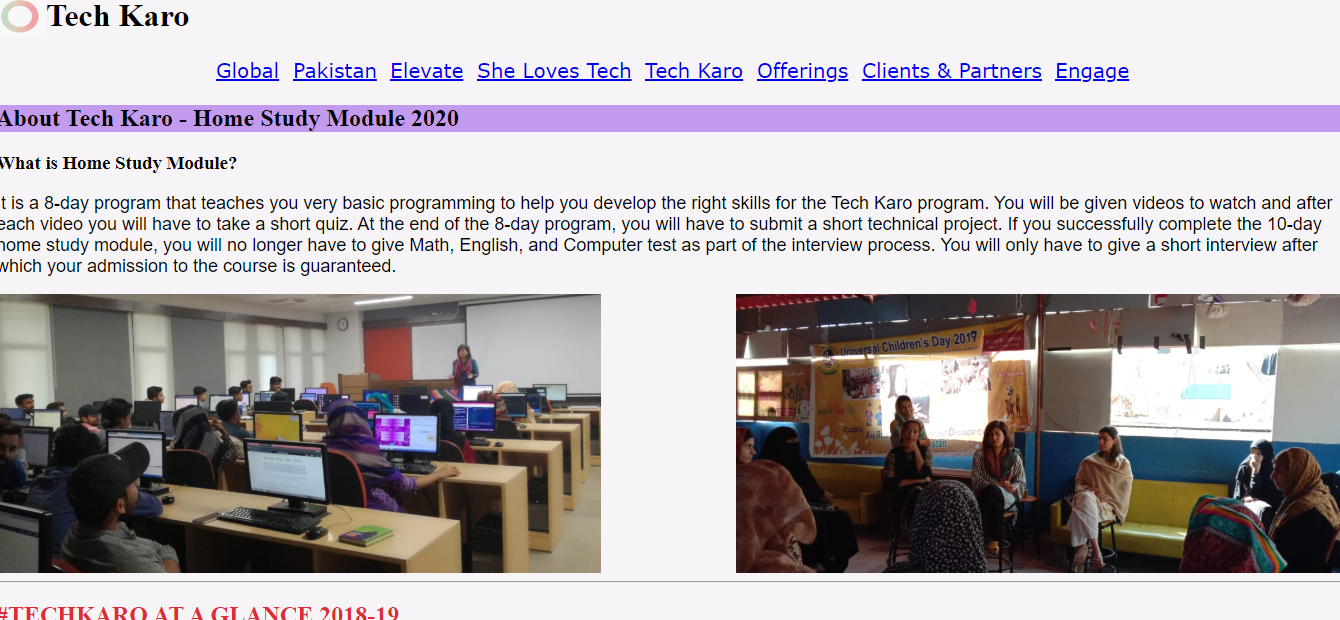 Tech Karo
Global Pakistan Elevate She Loves Tech Tech Karo Offerings Clients & Partners Engage
About Tech Karo - Home Study Module 2020
What is Home Study Module?
It is a 8-day program that teaches you very basic programming to help you develop the right skills for the Tech Karo program. You will be given videos to watch and after
each video you will have to take a short quiz. At the end of the 8-day program, you will have to submit a short technical project. If you successfully complete the 10-day
home study module, you will no longer have to give Math, English, and Computer test as part of the interview process. You will only have to give a short interview after
which your admission to the course is guaranteed.
Universal Children's Day 2017
#TECHKARO AT A GLANCE 2018-19